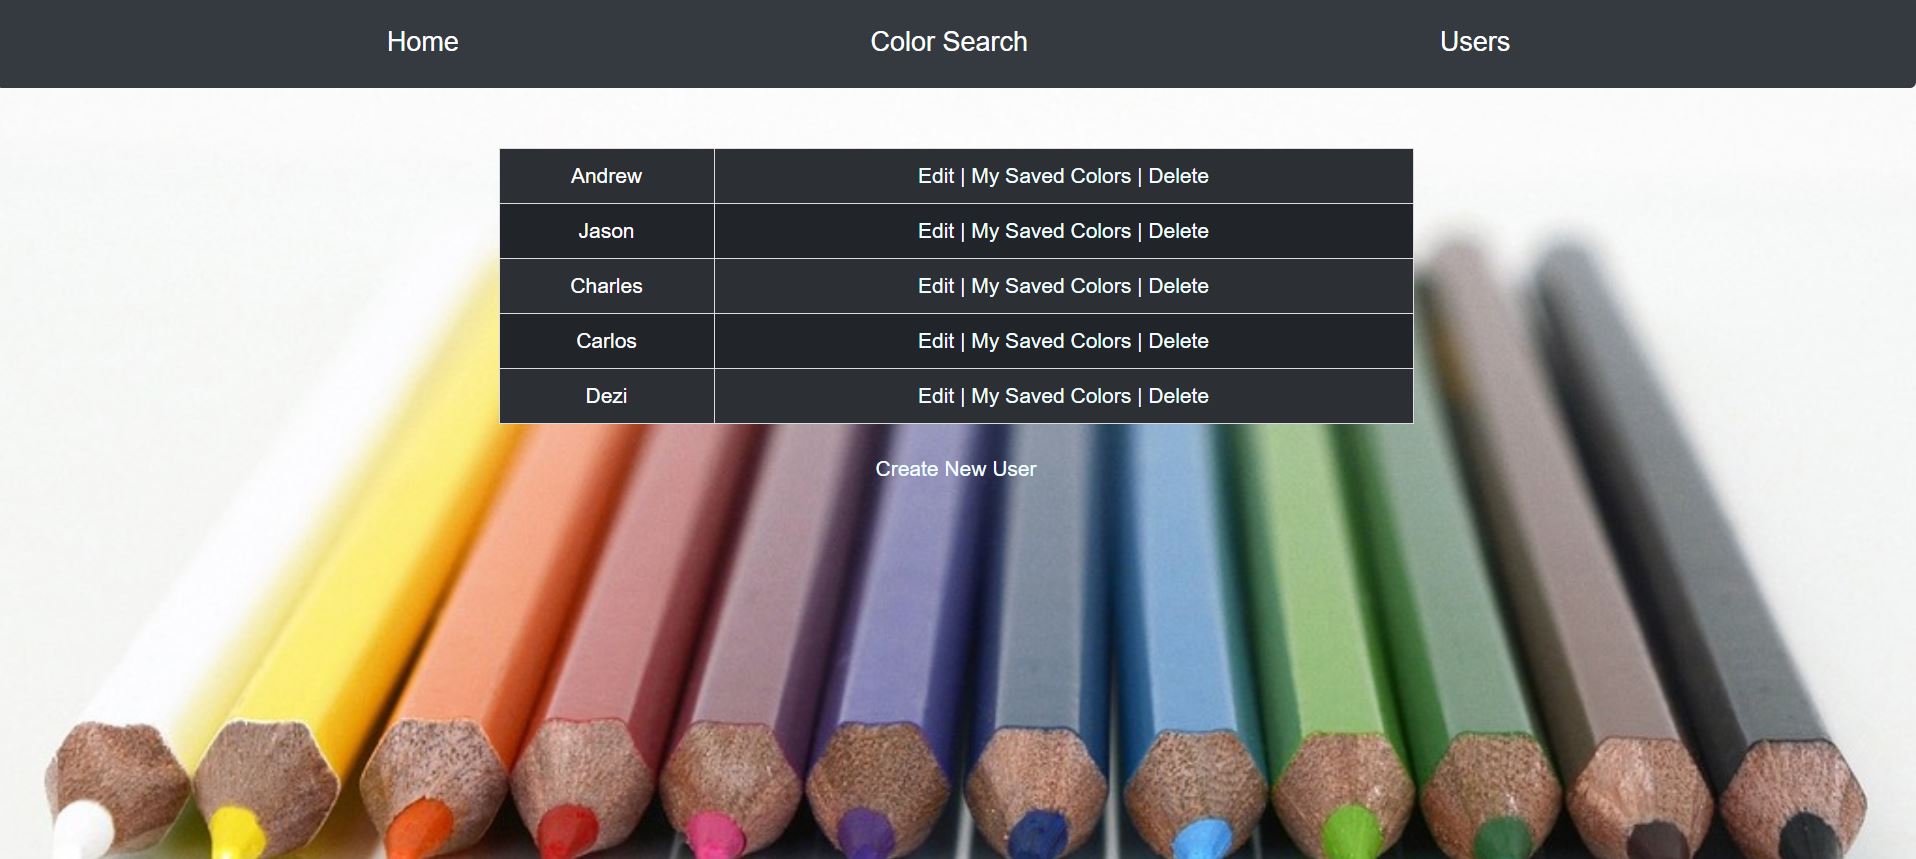 Home Color Search Users
Andrew Edit | My Saved Colors | Delete
Jason Edit | My Saved Colors | Delete
Charles Edit | My Saved Colors | Delete
Carlos Edit | My Saved Colors | Delete
Dezi Edit | My Saved Colors | Delete
Create New User